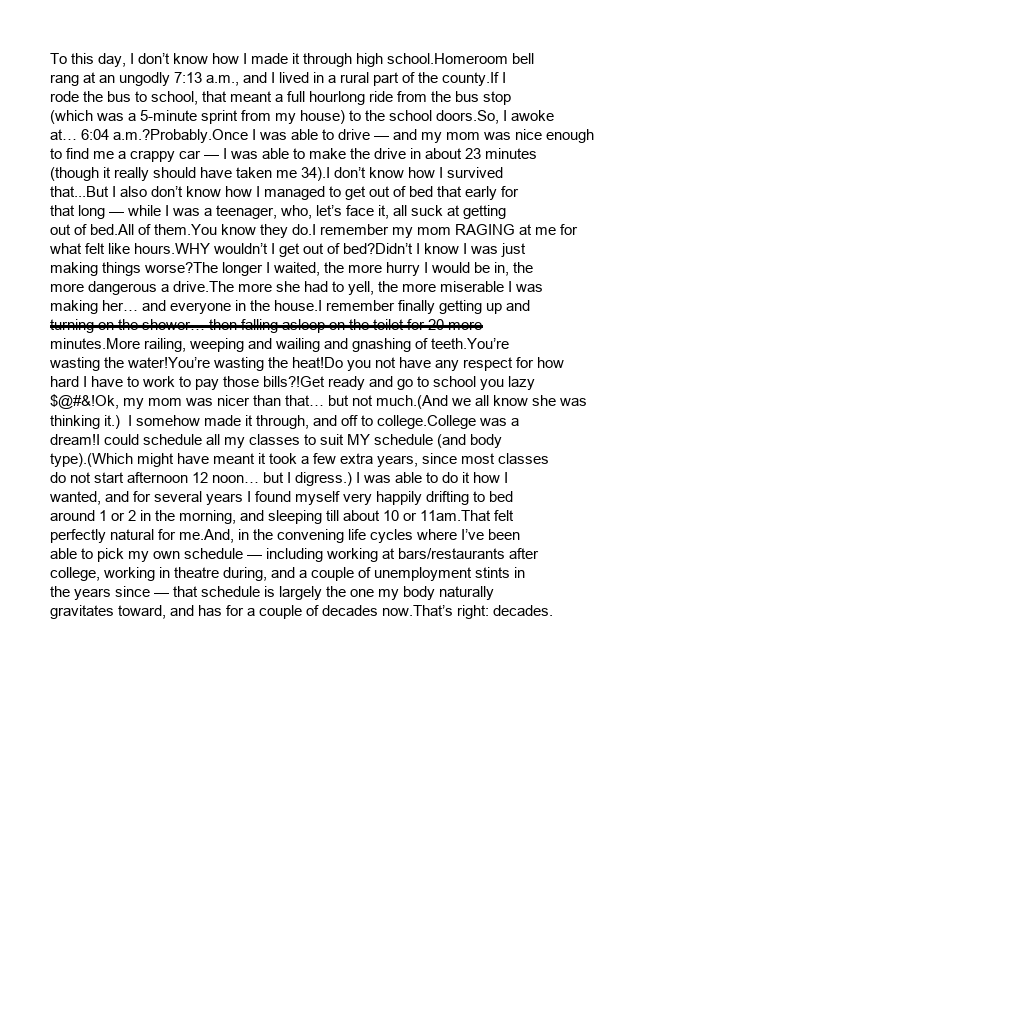 To this day, I don’t know how I made it through high school.Homeroom bell
rang at an ungodly 7:13 a.m., and I lived in a rural part of the county.If I
rode the bus to school, that meant a full hourlong ride from the bus stop
(which was a 5-minute sprint from my house) to the school doors.So, I awoke
at… 6:04 a.m.?Probably.Once I was able to drive — and my mom was nice enough
to find me a crappy car — I was able to make the drive in about 23 minutes
(though it really should have taken me 34).I don’t know how I survived
that...But I also don’t know how I managed to get out of bed that early for
that long — while I was a teenager, who, let’s face it, all suck at getting
out of bed.All of them.You know they do.I remember my mom RAGING at me for
what felt like hours.WHY wouldn’t I get out of bed?Didn’t I know I was just
making things worse?The longer I waited, the more hurry I would be in, the
more dangerous a drive.The more she had to yell, the more miserable I was
making her… and everyone in the house.I remember finally getting up and
turning on the shower… then falling asleep on the toilet for 20 more
minutes.More railing, weeping and wailing and gnashing of teeth.You’re
wasting the water!You’re wasting the heat!Do you not have any respect for how
hard I have to work to pay those bills?!Get ready and go to school you lazy
$@#&!Ok, my mom was nicer than that… but not much.(And we all know she was
thinking it.)  I somehow made it through, and off to college.College was a
dream!I could schedule all my classes to suit MY schedule (and body
type).(Which might have meant it took a few extra years, since most classes
do not start afternoon 12 noon… but I digress.) I was able to do it how I
wanted, and for several years I found myself very happily drifting to bed
around 1 or 2 in the morning, and sleeping till about 10 or 11am.That felt
perfectly natural for me.And, in the convening life cycles where I’ve been
able to pick my own schedule — including working at bars/restaurants after
college, working in theatre during, and a couple of unemployment stints in
the years since — that schedule is largely the one my body naturally
gravitates toward, and has for a couple of decades now.That’s right: decades.